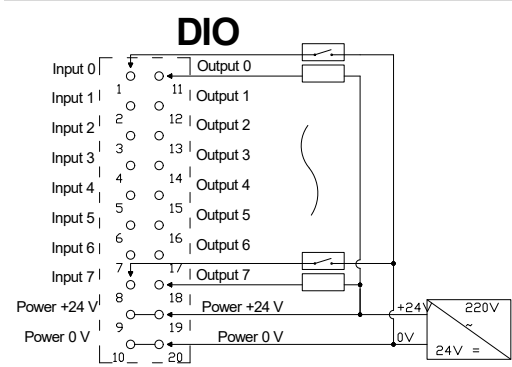 DIO
Input 0 Output 0
1 11
Input 1 Output 1
2 12
Input 2 Output 2
3 13
Input 3 Output 3
4 14
Input 4 Output 4
5 15
Input 5 Output 5
6 16
Input 6 Output 6
7 17
Input 7 Output 7
8 18
Power +24 V Power +24 V +24V 220V
9 19 ~
Power 0 V Power 0 V 0V
10 20 24V =